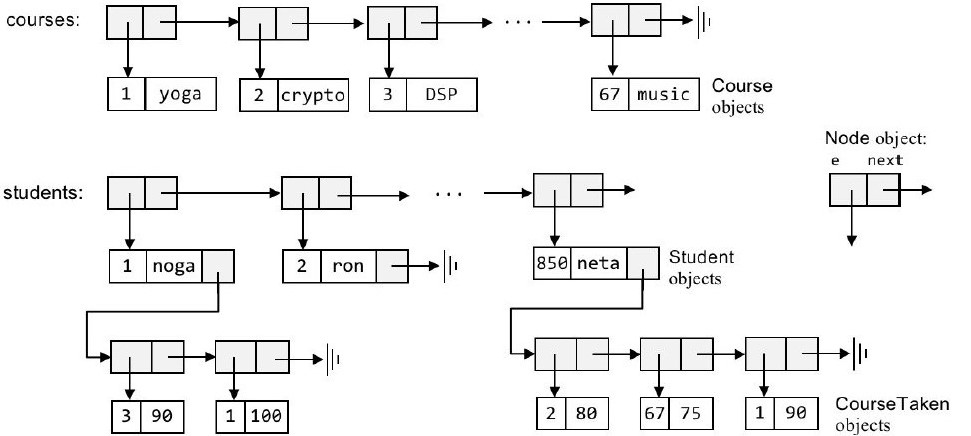 courses:
1 yoga 2 crypto 3 DSP ... 67 music Course
objects
Node object:
e next
students:
...
1 noga 2 ron 850 neta Student
objects
3 90 1 100 2 80 67 75 1 90 CourseTaken
objects